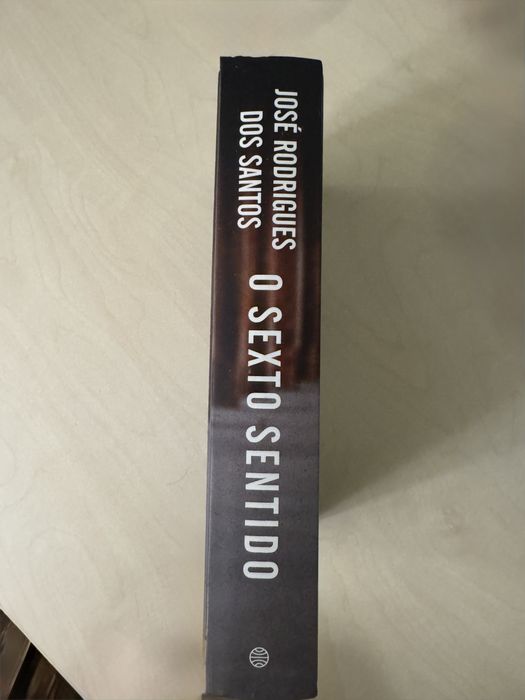 JOSÉ RODRIGUES
DOS SANTOS
O SEXTO SENTIDO